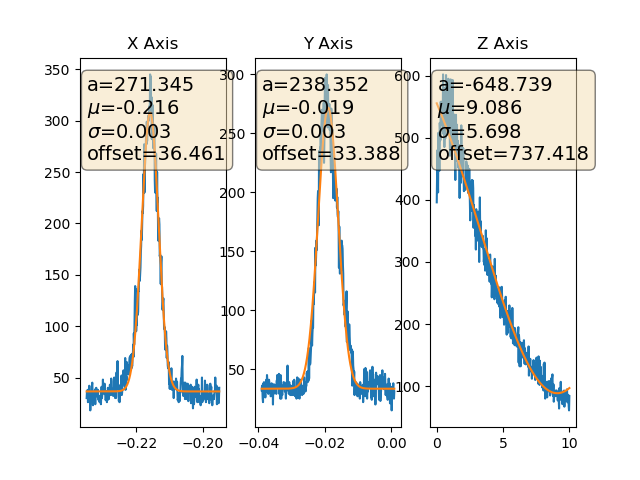 X Axis
Y Axis
Z Axis
a=271.345
μ=-0.216
σ=0.003
offset=36.461
a=238.352
μ=-0.019
σ=0.003
offset=33.388
a=-648.739
μ=9.086
σ=5.698
offset=737.418
350
300
250
200
150
100
50
−0.22
−0.20
300
250
200
150
100
50
−0.04
−0.02
0.00
600
500
400
300
200
100
0
5
10